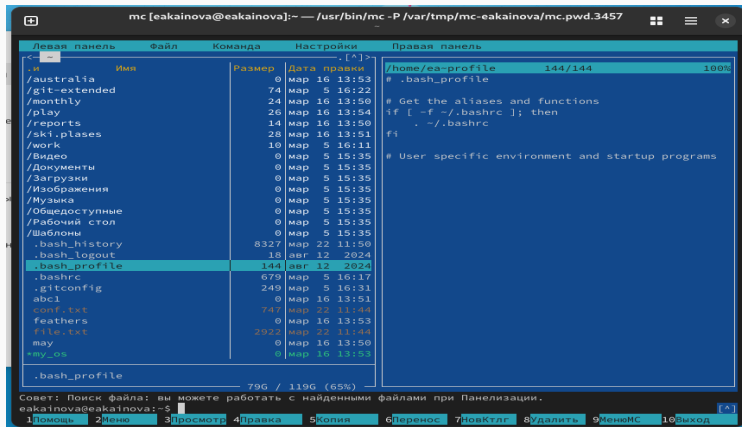 mc [eakainova@eakainova]:~ — /usr/bin/mc -P /var/tmp/mc-eakainova/mc.pwd.3457
Левая панель Файл Команда Настройки Правая панель
<— ~ .[^]>
.и Имя Размер Дата правки
/australia 0 мар 16 13:53
/git-extended 74 мар 5 16:22
/monthly 24 мар 16 13:50
/play 26 мар 16 13:54
/reports 14 мар 16 13:50
/ski.plases 28 мар 16 13:51
/work 10 мар 5 16:11
/Видео 0 мар 5 15:35
/Документы 0 мар 5 15:35
/Загрузки 0 мар 5 15:35
/Изображения 0 мар 5 15:35
/Музыка 0 мар 5 15:35
/Общедоступные 0 мар 5 15:35
/Рабочий стол 0 мар 5 15:35
/Шаблоны 0 мар 5 15:35
.bash_history 8327 мар 22 11:50
.bash_logout 18 авг 12 2024
.bash_profile 144 авг 12 2024
.bashrc 679 мар 5 16:17
.gitconfig 249 мар 5 16:31
abc1 0 мар 16 13:51
conf.txt 747 мар 22 11:44
feathers 0 мар 16 13:53
file.txt 2922 мар 22 11:44
may 0 мар 16 13:50
*my_os 0 мар 16 13:53
.bash_profile
79G / 119G (65%)
/home/ea~profile 144/144 100%
# .bash_profile
# Get the aliases and functions
if [ -f ~/.bashrc ]; then
. ~/.bashrc
fi
# User specific environment and startup programs
Совет: Поиск файла: вы можете работать с найденными файлами при Панелизации.
eakainova@eakainova:~$ [^]
1Помощь 2Меню 3Просмотр 4Правка 5Копия 6Перенос 7НовКтлг 8Удалить 9МенюМС 10Выход